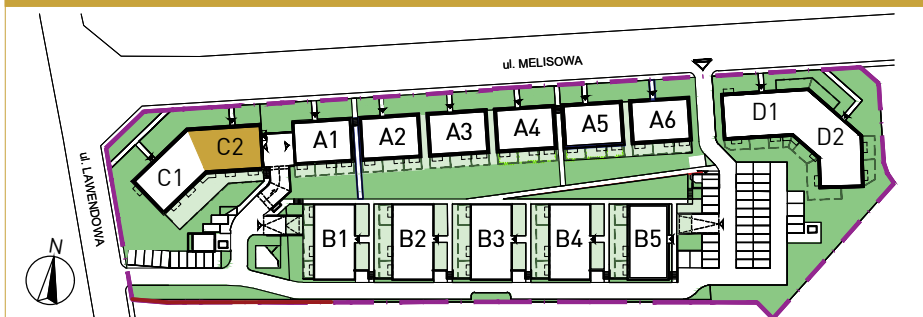 ul. MELISOWA
ul. LAWENDOWA
C1
C2
A1
A2
A3
A4
A5
A6
D1
D2
B1
B2
B3
B4
B5
N